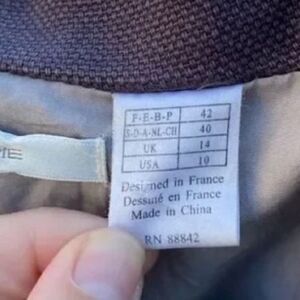 F-E-B-P 42
S-D-A-NL-CH 40
UK 14
USA 10
Designed in France
Dessiné en France
Made in China
RN 88842
ME